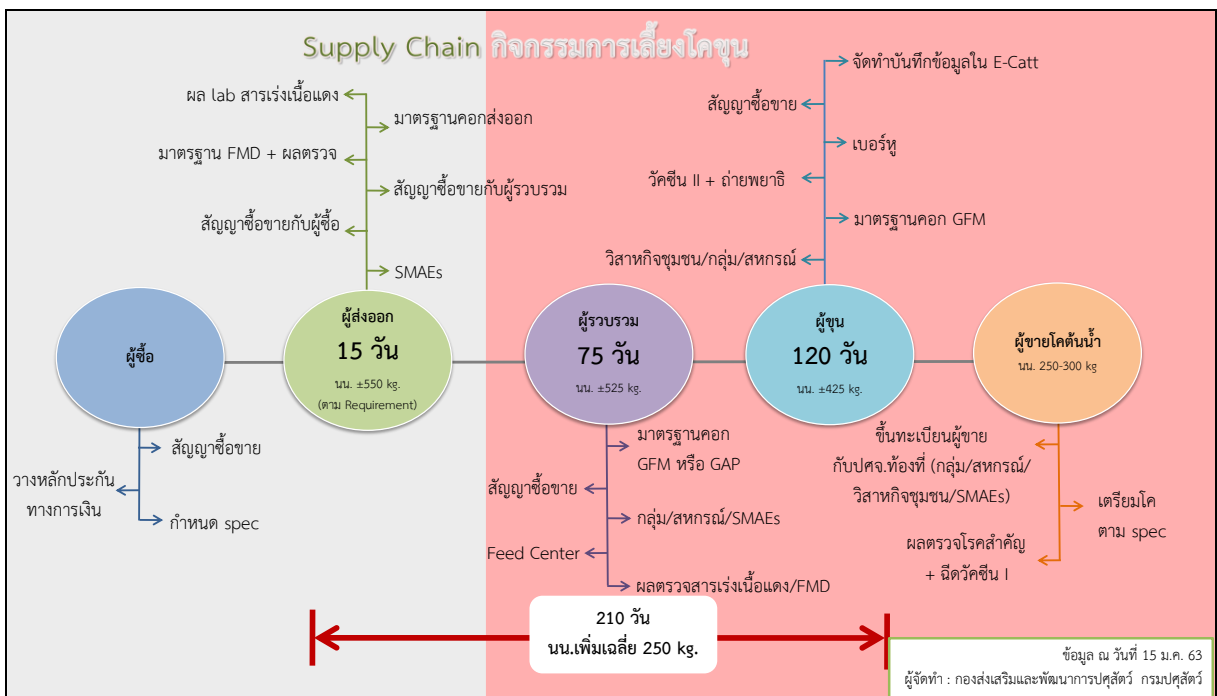 Supply Chain กิจกรรมการเลี้ยงโคขุน
ผล lab สารเร่งเนื้อแดง
มาตรฐานคอกส่งออก
มาตรฐาน FMD + ผลตรวจ
สัญญาซื้อขายกับผู้รวบรวม
สัญญาซื้อขายกับผู้ซื้อ
SMAEs
จัดทำบันทึกข้อมูลใน E-Catt
สัญญาซื้อขาย
เบอร์หู
วัคซีน II + ถ่ายพยาธิ
มาตรฐานคอก GFM
วิสาหกิจชุมชน/กลุ่ม/สหกรณ์
ผู้ซื้อ
ผู้ส่งออก
15 วัน
นน. ±550 kg.
(ตาม Requirement)
ผู้รวบรวม
75 วัน
นน. ±525 kg.
ผู้ขุน
120 วัน
นน. ±425 kg.
ผู้ขายโคต้นน้ำ
นน. 250-300 kg
สัญญาซื้อขาย
วางหลักประกัน
ทางการเงิน
กำหนด spec
มาตรฐานคอก
GFM หรือ GAP
สัญญาซื้อขาย
กลุ่ม/สหกรณ์/SMAEs
Feed Center
ผลตรวจสารเร่งเนื้อแดง/FMD
ขึ้นทะเบียนผู้ขาย
กับปศจ.ท้องที่ (กลุ่ม/สหกรณ์/
วิสาหกิจชุมชน/SMAEs)
เตรียมโค
ตาม spec
ผลตรวจโรคสำคัญ
+ ฉีดวัคซีน I
210 วัน
นน.เพิ่มเฉลี่ย 250 kg.
ข้อมูล ณ วันที่ 15 ม.ค. 63
ผู้จัดทำ : กองส่งเสริมและพัฒนาการปศุสัตว์ กรมปศุสัตว์